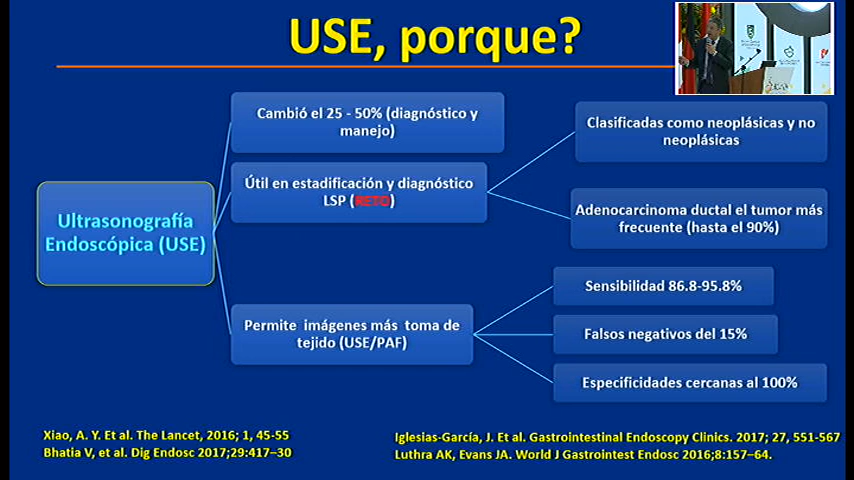 USE, porque?
Cambió el 25 - 50% (diagnóstico y
manejo)
Clasificadas como neoplásicas y no
neoplásicas
Útil en estadificación y diagnóstico
LSP (RETO)
Adenocarcinoma ductal el tumor más
frecuente (hasta el 90%)
Ultrasonografía
Endoscópica (USE)
Permite imágenes más toma de
tejido (USE/PAF)
Sensibilidad 86.8-95.8%
Falsos negativos del 15%
Especificidades cercanas al 100%
Xiao, A. Y. Et al. The Lancet, 2016; 1, 45-55
Bhatia V, et al. Dig Endosc 2017;29:417–30
Iglesias-García, J. Et al. Gastrointestinal Endoscopy Clinics. 2017; 27, 551-567
Luthra AK, Evans JA. World J Gastrointest Endosc 2016;8:157–64.